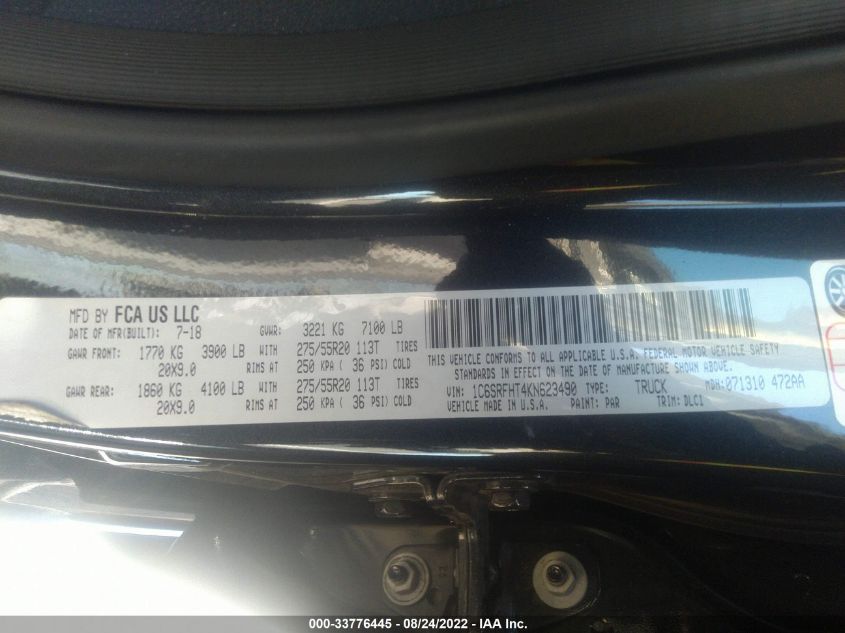 MFD BY FCA US LLC
DATE OF MFR(BUILT): 7-18 GVWR: 3221 KG 7100 LB
GAWR FRONT: 1770 KG 3900 LB WITH 275/55R20 113T TIRES
20X9.0 RIMS AT 250 KPA ( 36 PSI) COLD
GAWR REAR: 1860 KG 4100 LB WITH 275/55R20 113T TIRES
20X9.0 RIMS AT 250 KPA ( 36 PSI) COLD
THIS VEHICLE CONFORMS TO ALL APPLICABLE U.S.A. FEDERAL MOTOR VEHICLE SAFETY
STANDARDS IN EFFECT ON THE DATE OF MANUFACTURE SHOWN ABOVE.
VIN: 1C6SRFHT4KN623490 TYPE: TRUCK MDH: 071310 472AA
VEHICLE MADE IN U.S.A. PAINT: PAR TRIM: DLC1
000-33776445 - 08/24/2022 - IAA Inc.